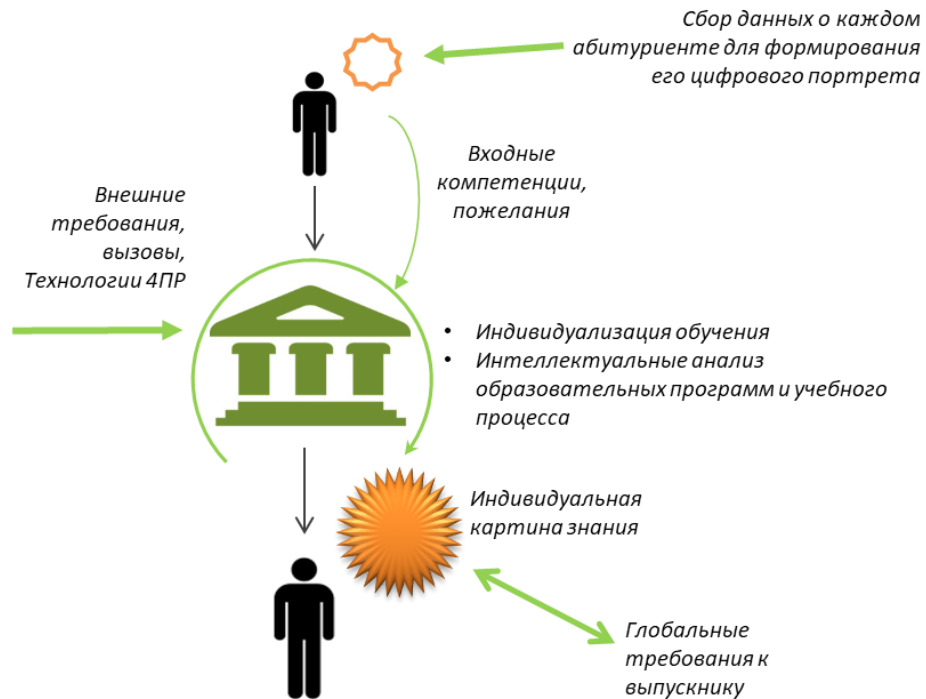 Сбор данных о каждом
абитуриенте для формирования
его цифрового портрета
Входные
компетенции,
пожелания
Внешние
требования,
вызовы,
Технологии 4ПР
• Индивидуализация обучения
• Интеллектуальные анализ
образовательных программ и учебного
процесса
Индивидуальная
картина знания
Глобальные
требования к
выпускнику